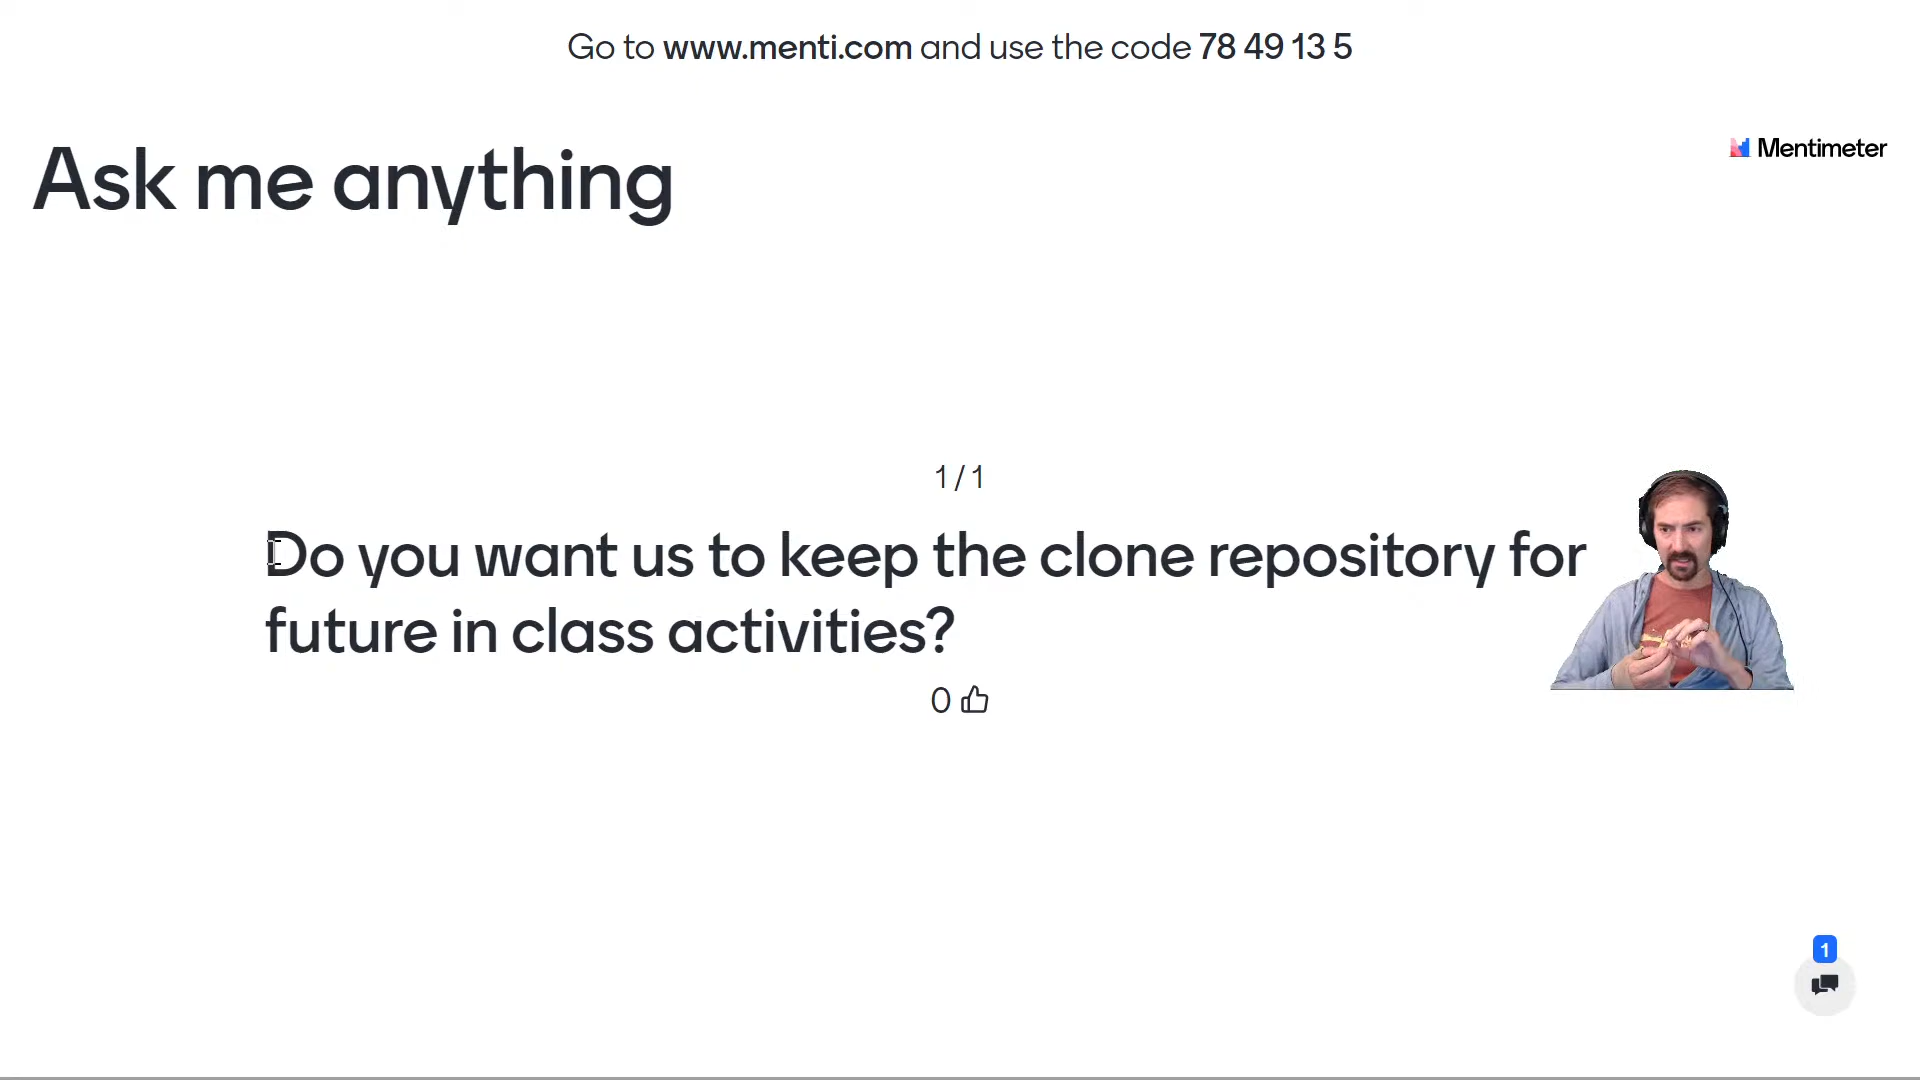 Go to www.menti.com and use the code 78 49 13 5
Ask me anything
Mentimeter
1 / 1
Do you want us to keep the clone repository for
future in class activities?
0
1